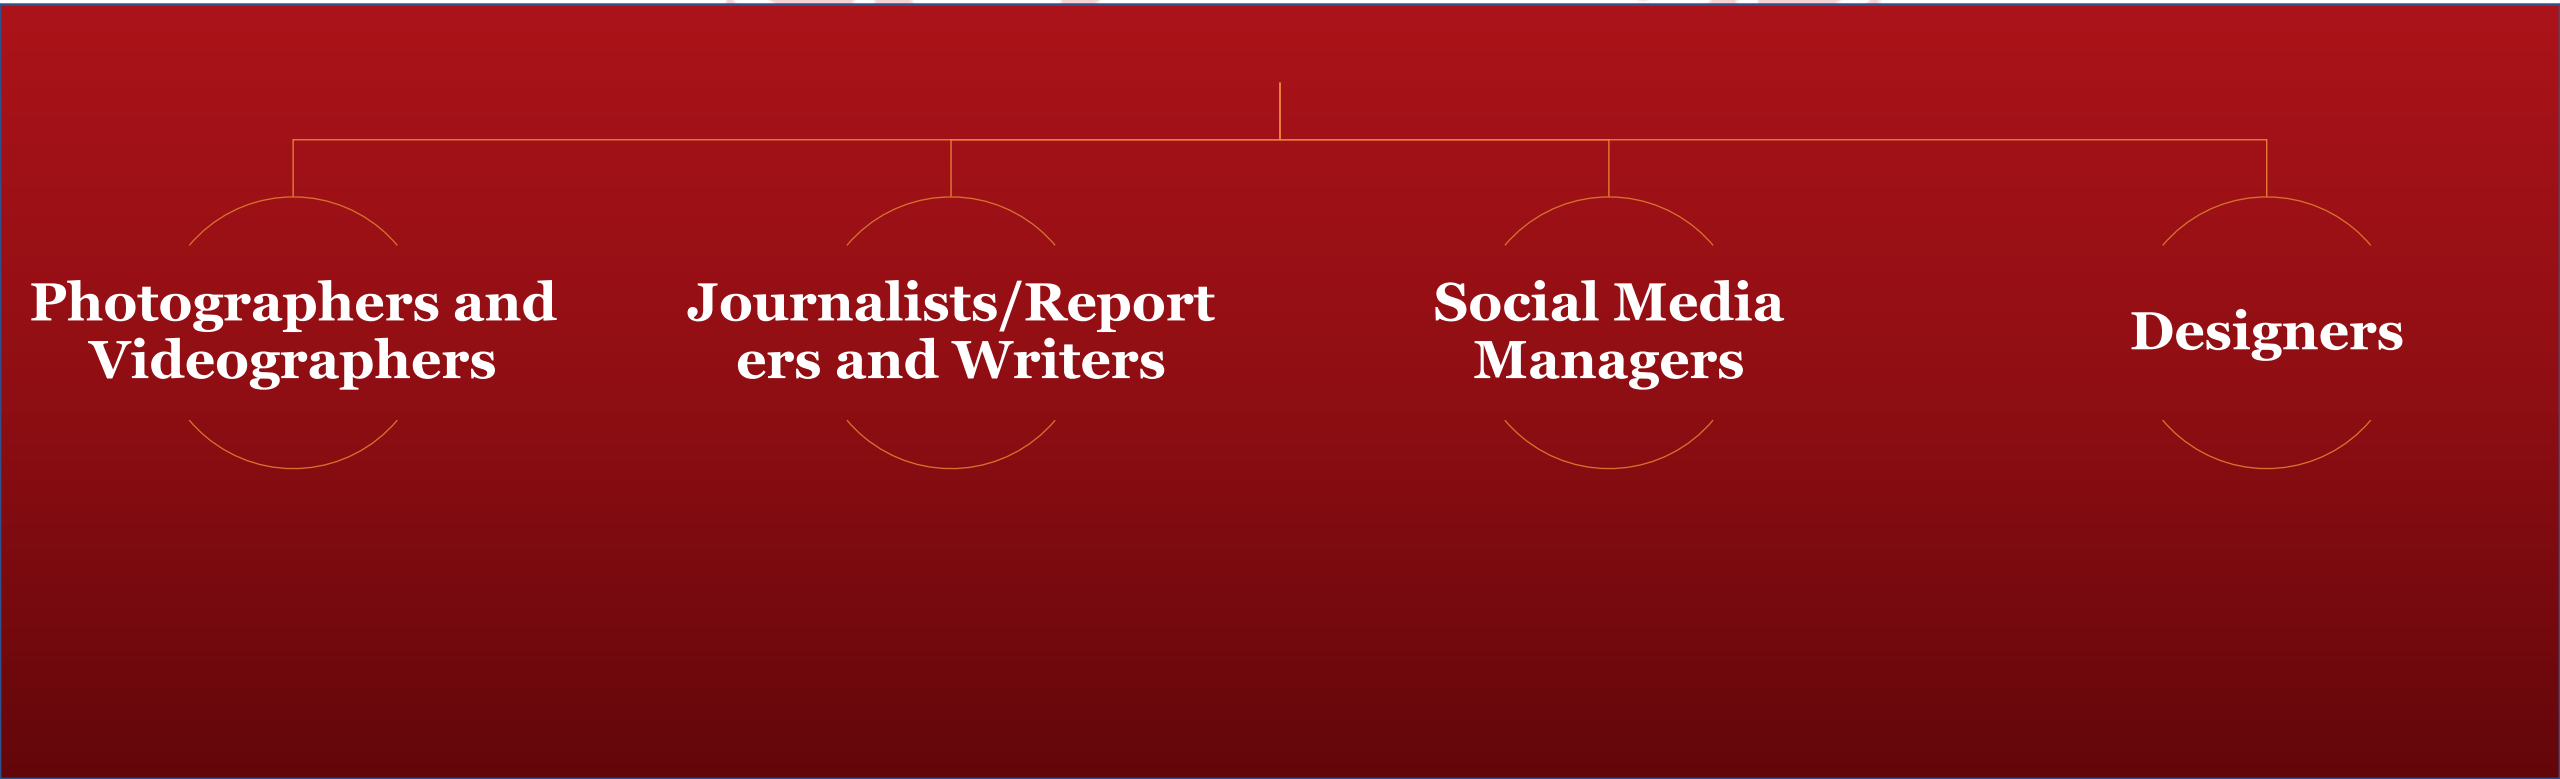 Photographers and
Videographers
Journalists/Report
ers and Writers
Social Media
Managers
Designers